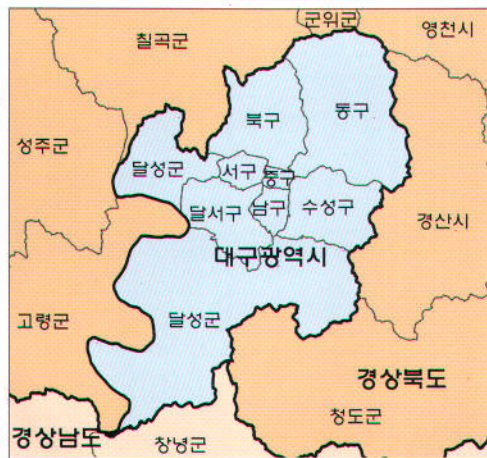 군위군
영천시
칠곡군
북구
동구
성주군
달성군
서구
중구
달서구
남구
수성구
경산시
대구광역시
고령군
달성군
경상북도
청도군
경상남도
창녕군